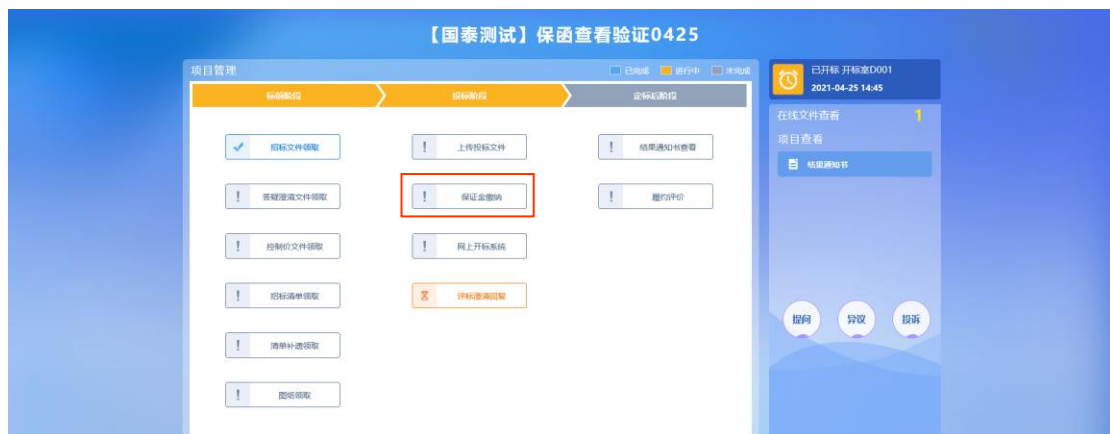 【国泰测试】保函查看验证0425
项目管理
已完成 进行中 未完成
标前阶段 投标阶段 定标后阶段
招标文件领取 上传投标文件 结果通知书查看
答疑澄清文件领取 保证金缴纳 履约评价
控制价文件领取 网上开标系统
招标清单领取 评标澄清回复
清单补遗领取
图纸领取
已开标 开标室D001
2021-04-25 14:45
在线文件查看 1
项目查看
结果通知书
提问 异议 投诉